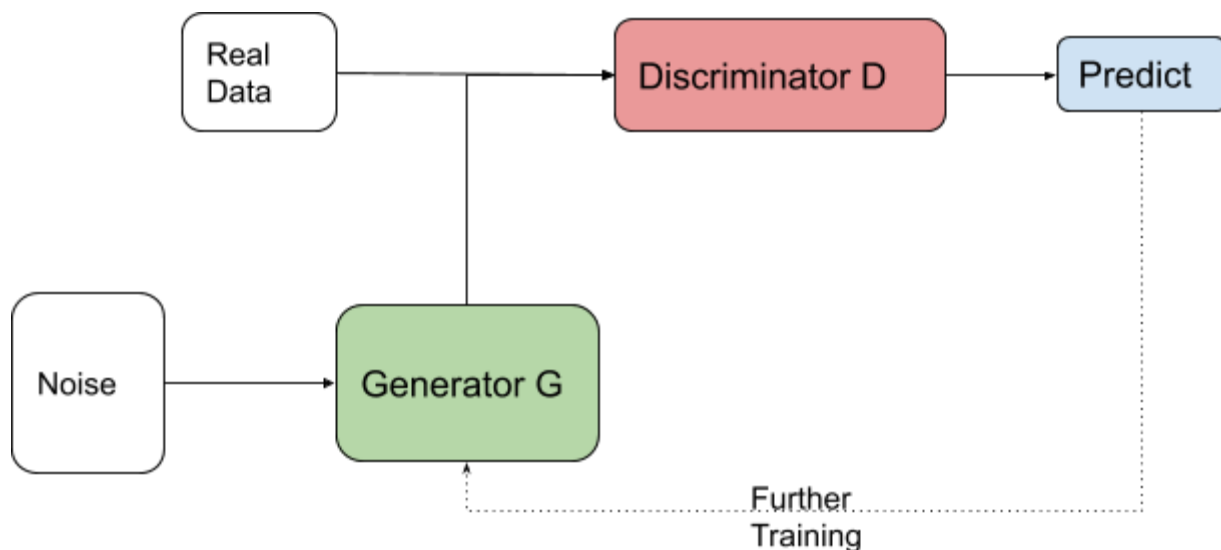 Real
Data
Discriminator D
Predict
Noise
Generator G
Further
Training